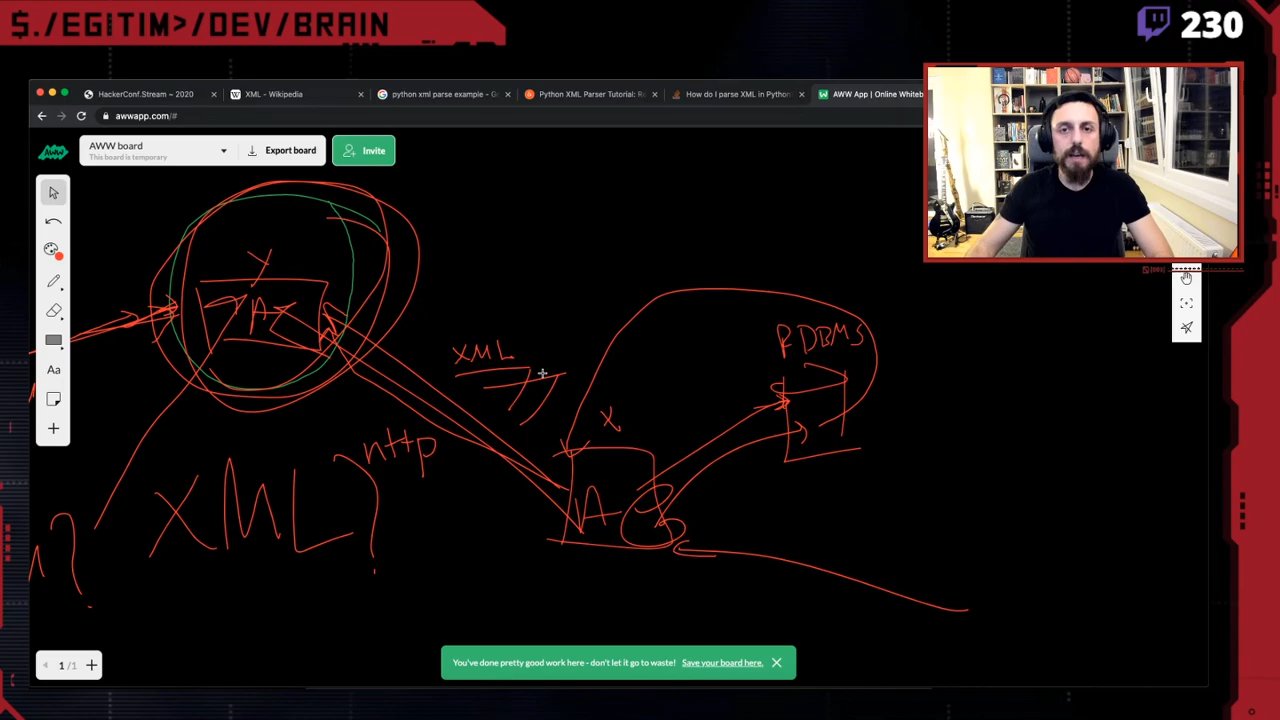 $./EGiTiM>/DEV/BRAIN
230
HackerConf.Stream – 2020
XML - Wikipedia
python xml parse example - G
Python XML Parser Tutorial: R
How do I parse XML in Python
AWW App | Online Whiteb
awwapp.com/#
AWW board
This board is temporary
Export board
Invite
Y
A
XML
RDBMS
X
A
http
XML?
?
Aa
1/1
You've done pretty good work here - don't let it go to waste! Save your board here.